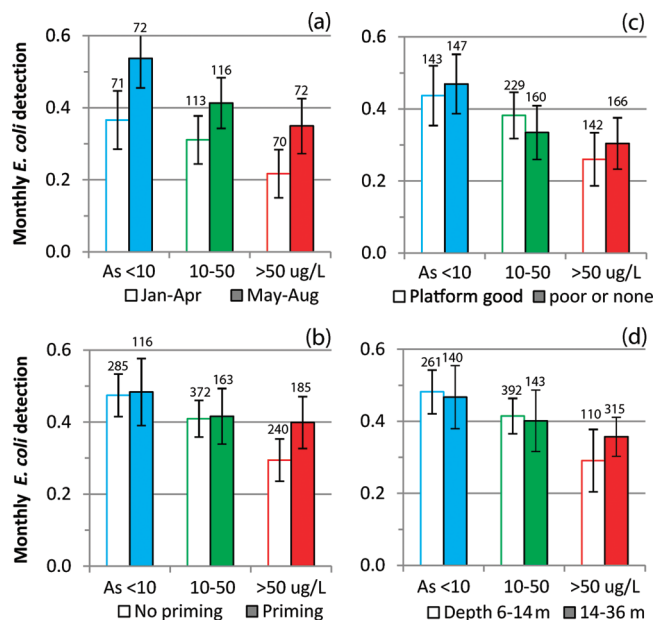 (a)
Monthly E. coli detection
0.6
0.4
0.2
0.0
71
72
113
116
70
72
As <10
10-50
>50 ug/L
Jan-Apr
May-Aug
(c)
0.6
0.4
0.2
0.0
143
147
229
160
142
166
As <10
10-50
>50 ug/L
Platform good
poor or none
(b)
Monthly E. coli detection
0.6
0.4
0.2
0.0
285
116
372
163
240
185
As <10
10-50
>50 ug/L
No priming
Priming
(d)
0.6
0.4
0.2
0.0
261
140
392
143
110
315
As <10
10-50
>50 ug/L
Depth 6-14 m
14-36 m